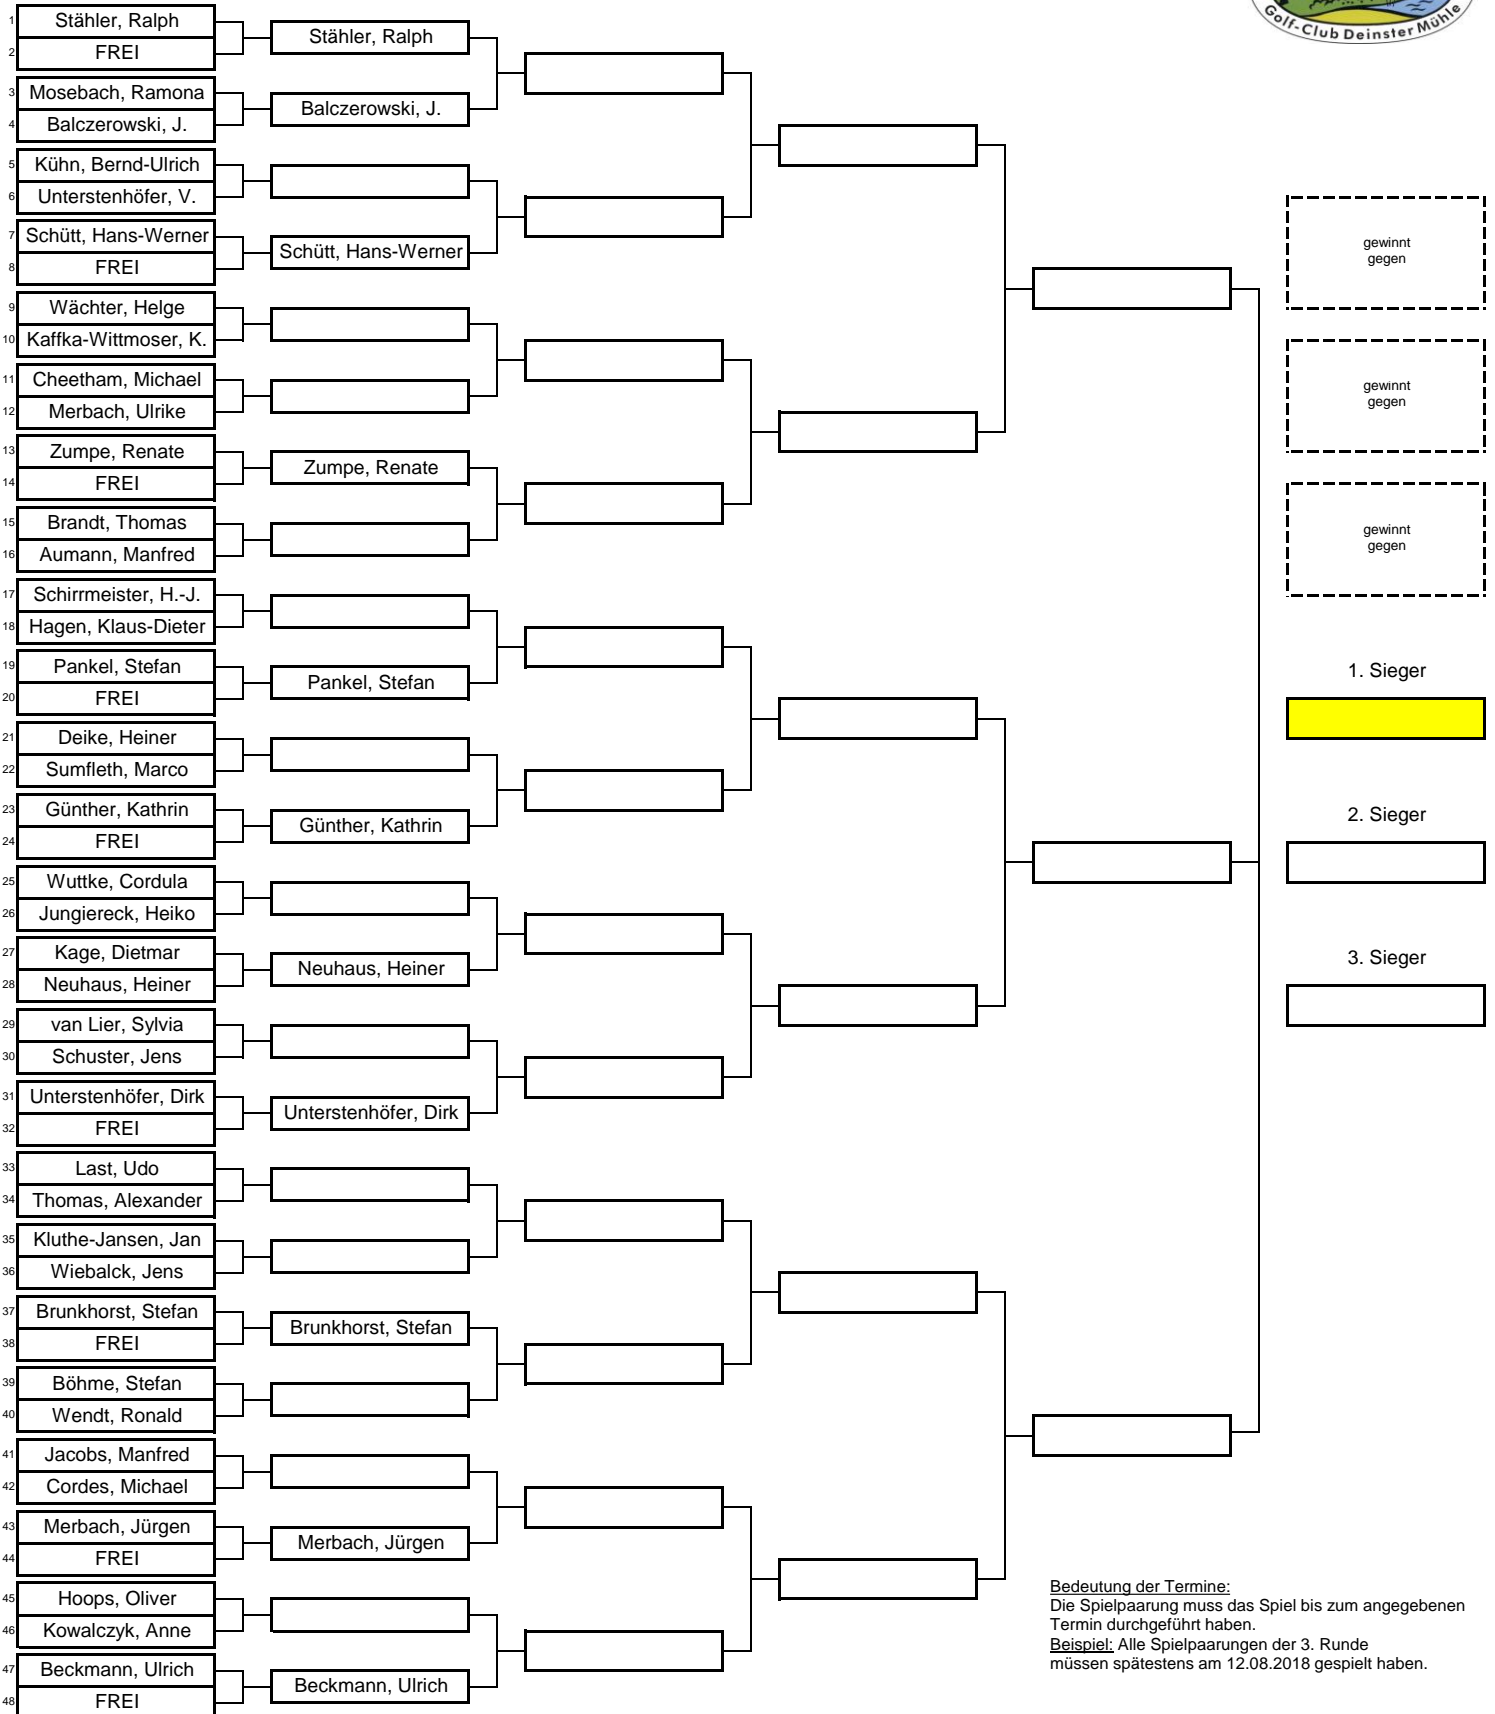 Golf-Club Deinster Mühle
1 Stähler, Ralph
2 FREI
Stähler, Ralph
3 Mosebach, Ramona
4 Balczerowski, J.
Balczerowski, J.
5 Kühn, Bernd-Ulrich
6 Unterstenhöfer, V.
7 Schütt, Hans-Werner
8 FREI
Schütt, Hans-Werner
9 Wächter, Helge
10 Kaffka-Wittmoser, K.
11 Cheetham, Michael
12 Merbach, Ulrike
13 Zumpe, Renate
14 FREI
Zumpe, Renate
15 Brandt, Thomas
16 Aumann, Manfred
17 Schirrmeister, H.-J.
18 Hagen, Klaus-Dieter
19 Pankel, Stefan
20 FREI
Pankel, Stefan
21 Deike, Heiner
22 Sumfleth, Marco
23 Günther, Kathrin
24 FREI
Günther, Kathrin
25 Wuttke, Cordula
26 Jungiereck, Heiko
27 Kage, Dietmar
28 Neuhaus, Heiner
Neuhaus, Heiner
29 van Lier, Sylvia
30 Schuster, Jens
31 Unterstenhöfer, Dirk
32 FREI
Unterstenhöfer, Dirk
33 Last, Udo
34 Thomas, Alexander
35 Kluthe-Jansen, Jan
36 Wiebalck, Jens
37 Brunkhorst, Stefan
38 FREI
Brunkhorst, Stefan
39 Böhme, Stefan
40 Wendt, Ronald
41 Jacobs, Manfred
42 Cordes, Michael
43 Merbach, Jürgen
44 FREI
Merbach, Jürgen
45 Hoops, Oliver
46 Kowalczyk, Anne
47 Beckmann, Ulrich
48 FREI
Beckmann, Ulrich
gewinnt
gegen
gewinnt
gegen
gewinnt
gegen
1. Sieger
2. Sieger
3. Sieger
Bedeutung der Termine:
Die Spielpaarung muss das Spiel bis zum angegebenen
Termin durchgeführt haben.
Beispiel: Alle Spielpaarungen der 3. Runde
müssen spätestens am 12.08.2018 gespielt haben.